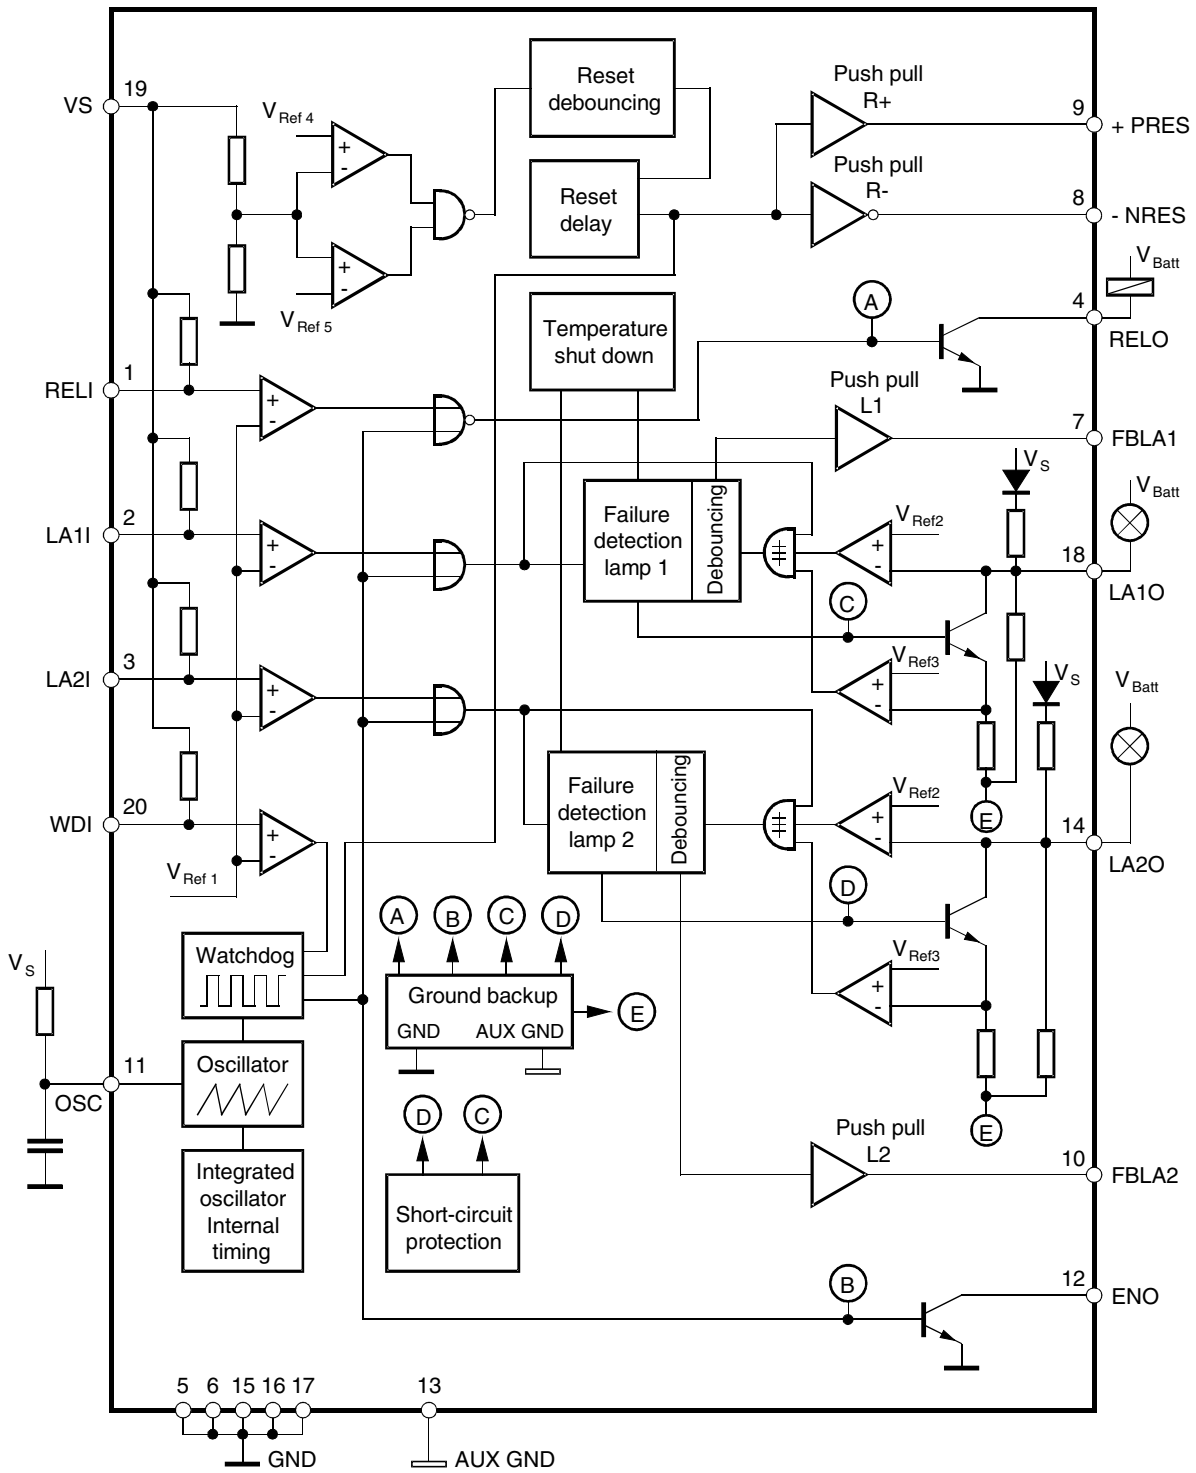 19
VS
V Ref 4
+
-
Reset
debouncing
Push pull
R+
9
+ PRES
Reset
delay
Push pull
R-
8
- NRES
+
-
V Ref 5
V Batt
4
RELO
A
Temperature
shut down
1
RELI
+
-
Push pull
L1
7
FBLA1
VS
V Batt
2
LA1I
+
-
Failure
detection
lamp 1
Debouncing
V Ref2
+
-
18
LA1O
C
3
LA2I
+
-
V Ref3
+
-
VS
V Batt
20
WDI
+
-
V Ref 1
Failure
detection
lamp 2
Debouncing
V Ref2
+
-
E
14
LA2O
D
A
B
C
D
VS
Watchdog
Ground backup
GND
AUX GND
E
V Ref3
+
-
11
OSC
Oscillator
D
C
E
Integrated
oscillator
Internal
timing
Short-circuit
protection
Push pull
L2
10
FBLA2
B
12
ENO
5
6
15
16
17
13
GND
AUX GND